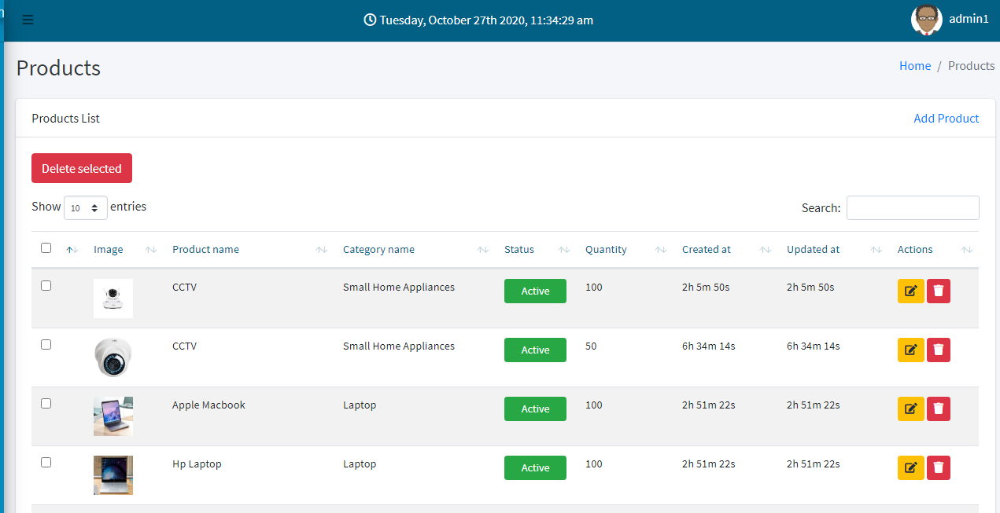 Tuesday, October 27th 2020, 11:34:29 am
admin1
Products
Home / Products
Products List
Add Product
Delete selected
Show 10 entries
Search:
Image Product name Category name Status Quantity Created at Updated at Actions
CCTV Small Home Appliances Active 100 2h 5m 50s 2h 5m 50s
CCTV Small Home Appliances Active 50 6h 34m 14s 6h 34m 14s
Apple Macbook Laptop Active 100 2h 51m 22s 2h 51m 22s
Hp Laptop Laptop Active 100 2h 51m 22s 2h 51m 22s